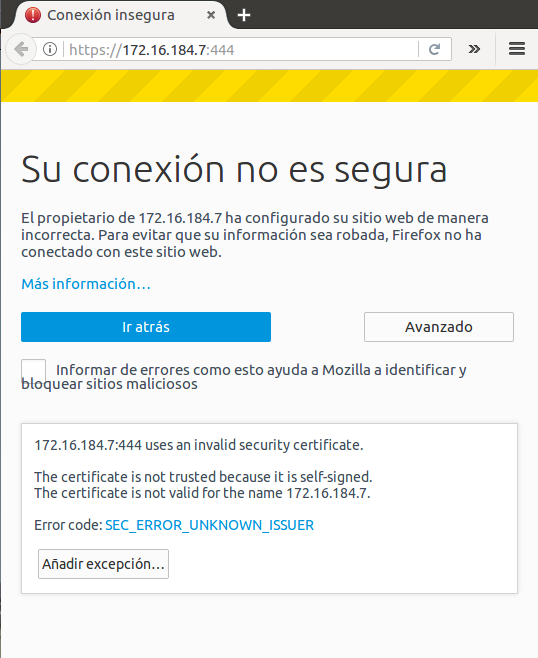 Conexión insegura
https://172.16.184.7:444
Su conexión no es segura
El propietario de 172.16.184.7 ha configurado su sitio web de manera
incorrecta. Para evitar que su información sea robada, Firefox no ha
conectado con este sitio web.
Más información…
Ir atrás
Avanzado
Informar de errores como esto ayuda a Mozilla a identificar y
bloquear sitios maliciosos
172.16.184.7:444 uses an invalid security certificate.
The certificate is not trusted because it is self-signed.
The certificate is not valid for the name 172.16.184.7.
Error code: SEC_ERROR_UNKNOWN_ISSUER
Añadir excepción…